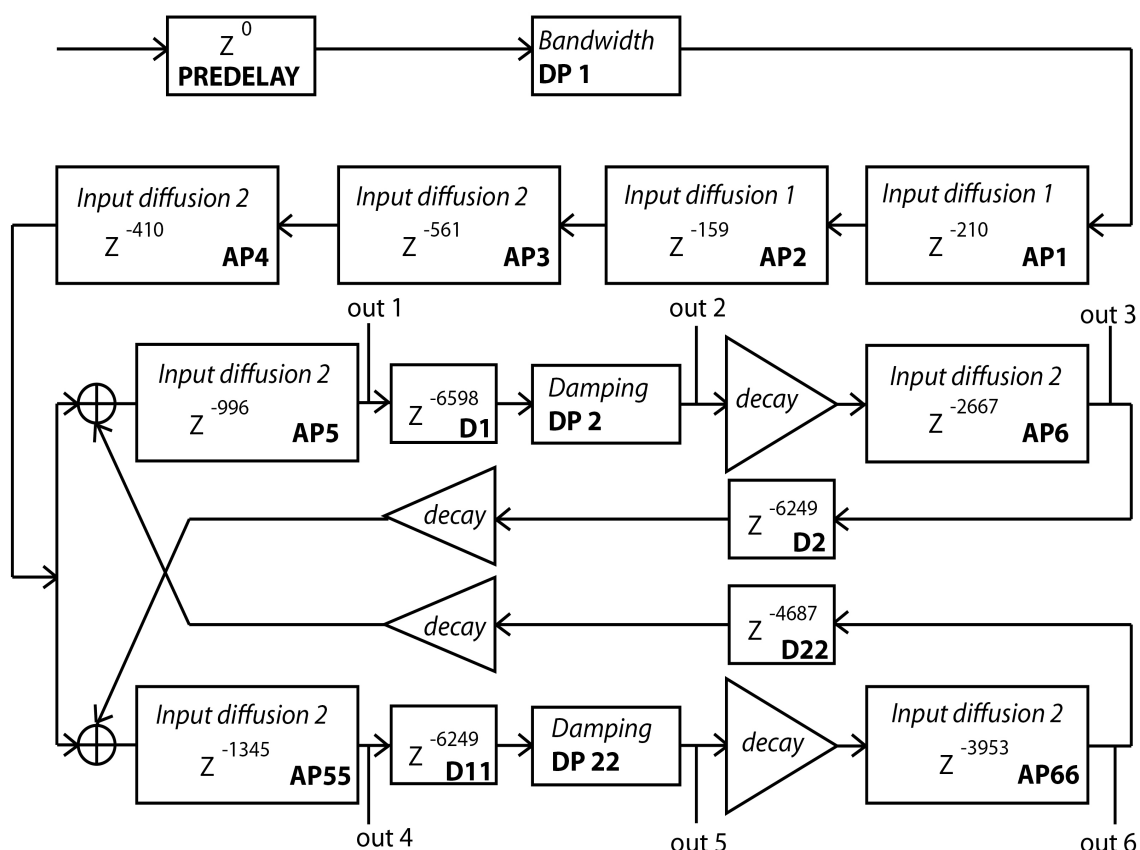 Z 0
PREDELAY
Bandwidth
DP 1
Input diffusion 2
Z -410
AP4
Input diffusion 2
Z -561
AP3
Input diffusion 1
Z -159
AP2
Input diffusion 1
Z -210
AP1
out 1
out 2
out 3
Input diffusion 2
Z -996
AP5
Z -6598
D1
Damping
DP 2
decay
Input diffusion 2
Z -2667
AP6
decay
Z -6249
D2
decay
Z -4687
D22
Input diffusion 2
Z -1345
AP55
Z -6249
D11
Damping
DP 22
decay
Input diffusion 2
Z -3953
AP66
out 4
out 5
out 6